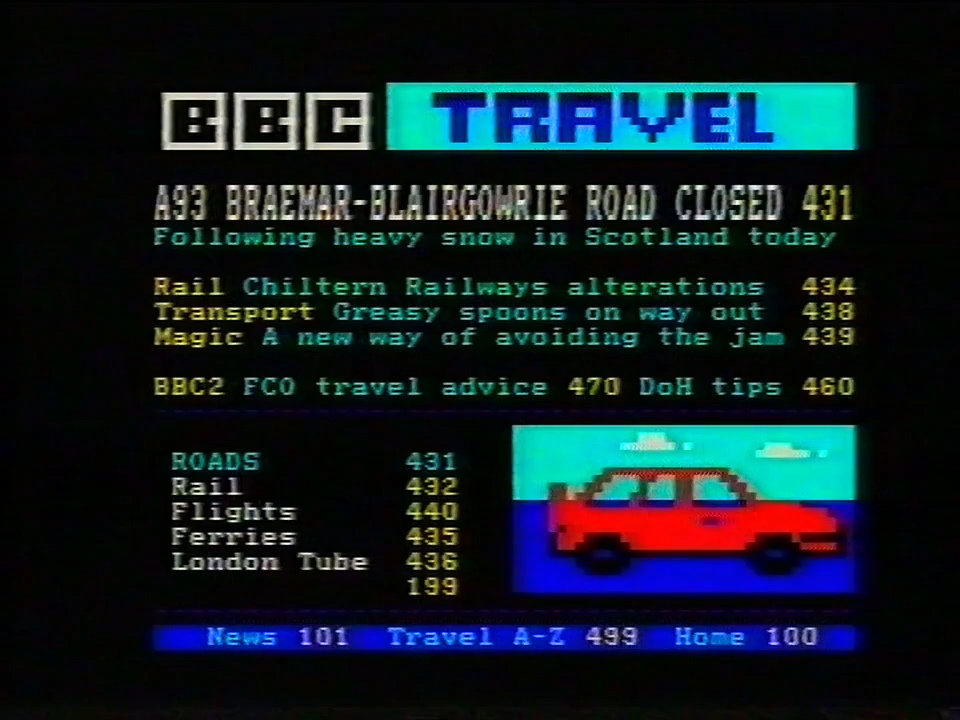 BBC TRAVEL
A93 BRAEMAR-BLAIRGOWRIE ROAD CLOSED 431
Following heavy snow in Scotland today
Rail Chiltern Railways alterations 434
Transport Greasy spoons on way out 438
Magic A new way of avoiding the jam 439
BBC2 FCO travel advice 470 DoH tips 460
ROADS 431
Rail 432
Flights 440
Ferries 435
London Tube 436
199
News 101 Travel A-Z 499 Home 100